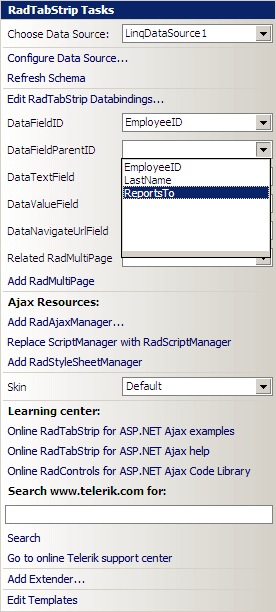 RadTabStrip Tasks
Choose Data Source: LinqDataSource1
Configure Data Source...
Refresh Schema
Edit RadTabStrip Databindings...
DataFieldID EmployeeID
DataFieldParentID
EmployeeID
DataTextField LastName
ReportsTo
DataValueField
DataNavigateUrlField
Related RadMultiPage
Add RadMultiPage
Ajax Resources:
Add RadAjaxManager...
Replace ScriptManager with RadScriptManager
Add RadStyleSheetManager
Skin Default
Learning center:
Online RadTabStrip for ASP.NET Ajax examples
Online RadTabStrip for ASP.NET Ajax help
Online RadControls for ASP.NET Ajax Code Library
Search www.telerik.com for:
Search
Go to online Telerik support center
Add Extender...
Edit Templates